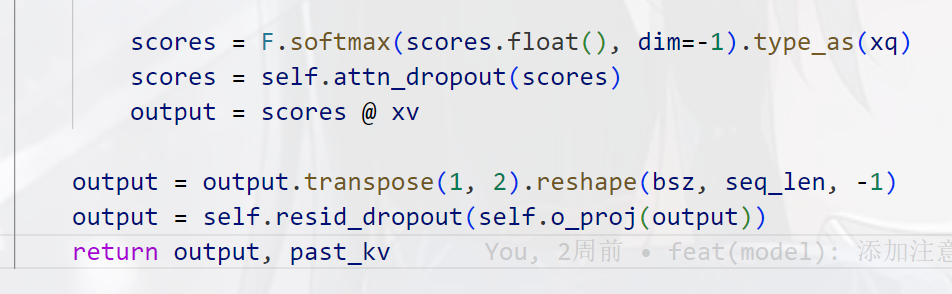 scores = F.softmax(scores.float(), dim=-1).type_as(xq)
scores = self.attn_dropout(scores)
output = scores @ xv
output = output.transpose(1, 2).reshape(bsz, seq_len, -1)
output = self.resid_dropout(self.o_proj(output))
return output, past_kv You, 2周前 • feat(model): 添加注意